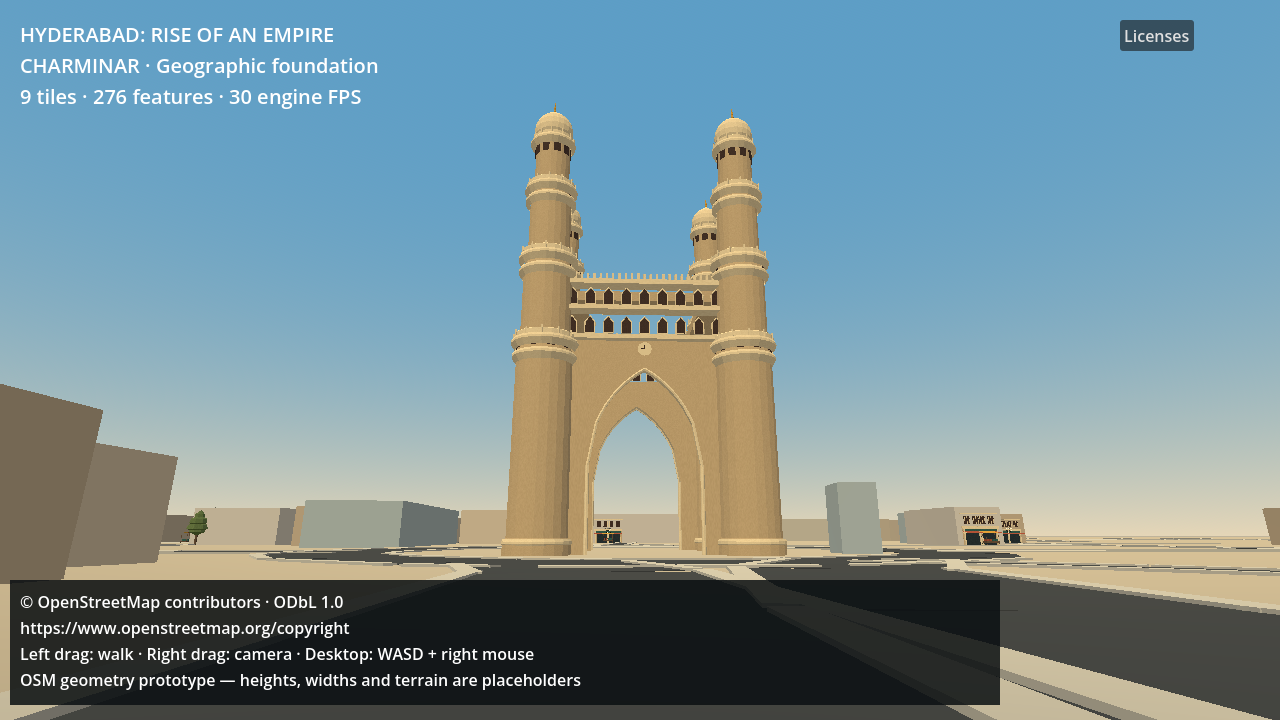 HYDERABAD: RISE OF AN EMPIRE
CHARMINAR · Geographic foundation
9 tiles · 276 features · 30 engine FPS
Licenses
© OpenStreetMap contributors · ODbL 1.0
https://www.openstreetmap.org/copyright
Left drag: walk · Right drag: camera · Desktop: WASD + right mouse
OSM geometry prototype — heights, widths and terrain are placeholders